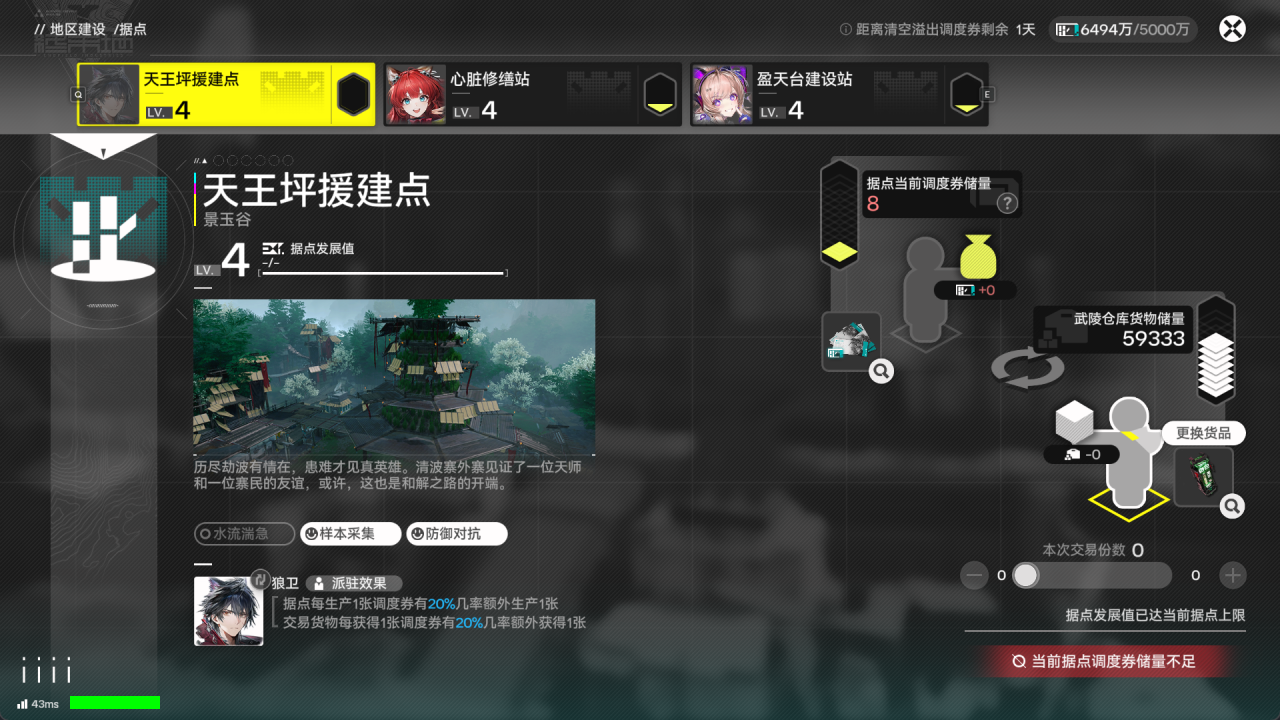 // 地区建设 /据点
距离清空溢出调度券剩余 1天
6494万/5000万
Q
天王坪援建点
LV. 4
心脏修缮站
LV. 4
盈天台建设站
LV. 4
E
天王坪援建点
景玉谷
LV. 4
据点发展值
-/-
历尽劫波有情在，患难才见真英雄。清波寨外寨见证了一位天师
和一位寨民的友谊，或许，这也是和解之路的开端。
水流湍急
样本采集
防御对抗
狼卫
派驻效果
据点每生产1张调度券有20%几率额外生产1张
交易货物每获得1张调度券有20%几率额外获得1张
据点当前调度券储量
8
?
+0
武陵仓库货物储量
59333
更换货品
-0
本次交易份数 0
0
0
据点发展值已达当前据点上限
当前据点调度券储量不足
43ms